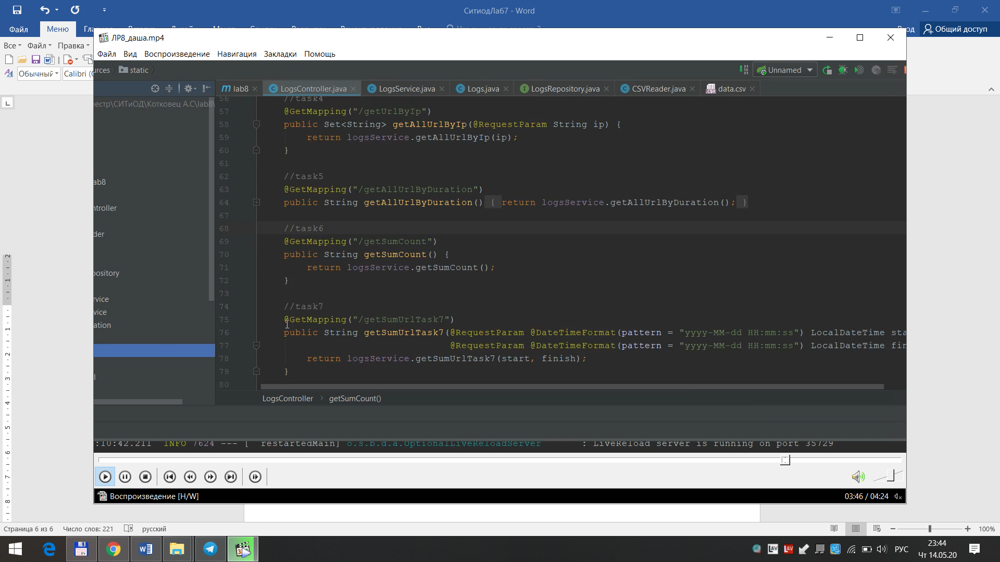 СитиодЛаб7 - Word
Файл
Меню
Общий доступ
Все
Файл
Правка
Обычный
Calibri
ЛР8_даша.mp4
Файл Вид Воспроизведение Навигация Закладки Помощь
urces static
Unnamed
lab8 LogsController.java LogsService.java Logs.java LogsRepository.java CSVReader.java data.csv
естр\СИТиОД\Котковец А.С\lab8\
ab8
ntroller
der
pository
rvice
vice
ation
56 //task4
57 @GetMapping("/getUrlByIp")
58 public Set<String> getAllUrlByIp(@RequestParam String ip) {
59 return logsService.getAllUrlByIp(ip);
60 }
61
62 //task5
63 @GetMapping("/getAllUrlByDuration")
64 public String getAllUrlByDuration() { return logsService.getAllUrlByDuration(); }
67
68 //task6
69 @GetMapping("/getSumCount")
70 public String getSumCount() {
71 return logsService.getSumCount();
72 }
73
74 //task7
75 @GetMapping("/getSumUrlTask7")
76 public String getSumUrlTask7(@RequestParam @DateTimeFormat(pattern = "yyyy-MM-dd HH:mm:ss") LocalDateTime sta
77 @RequestParam @DateTimeFormat(pattern = "yyyy-MM-dd HH:mm:ss") LocalDateTime fin
78 return logsService.getSumUrlTask7(start, finish);
79 }
80
LogsController > getSumCount()
:10:42.211 INFO 7624 --- [ restartedMain] o.s.b.d.a.OptionalLiveReloadServer : LiveReload server is running on port 35729
Воспроизведение [H/W]
03:46 / 04:24
Страница 6 из 6 Число слов: 221 русский
100%
РУС
23:44
Чт 14.05.20